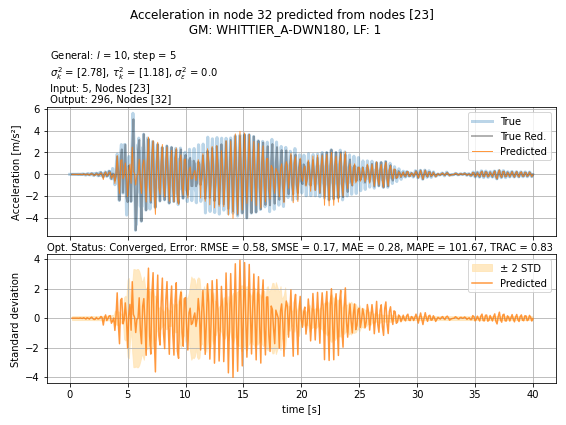 Acceleration in node 32 predicted from nodes [23]
GM: WHITTIER_A-DWN180, LF: 1
General: l = 10, step = 5
σ²ₖ = [2.78], τ²ₖ = [1.18], σ²ε = 0.0
Input: 5, Nodes [23]
Output: 296, Nodes [32]
Acceleration [m/s²]
6
4
2
0
−2
−4
True
True Red.
Predicted
Opt. Status: Converged, Error: RMSE = 0.58, SMSE = 0.17, MAE = 0.28, MAPE = 101.67, TRAC = 0.83
Standard deviation
4
2
0
−2
−4
± 2 STD
Predicted
0 5 10 15 20 25 30 35 40
time [s]